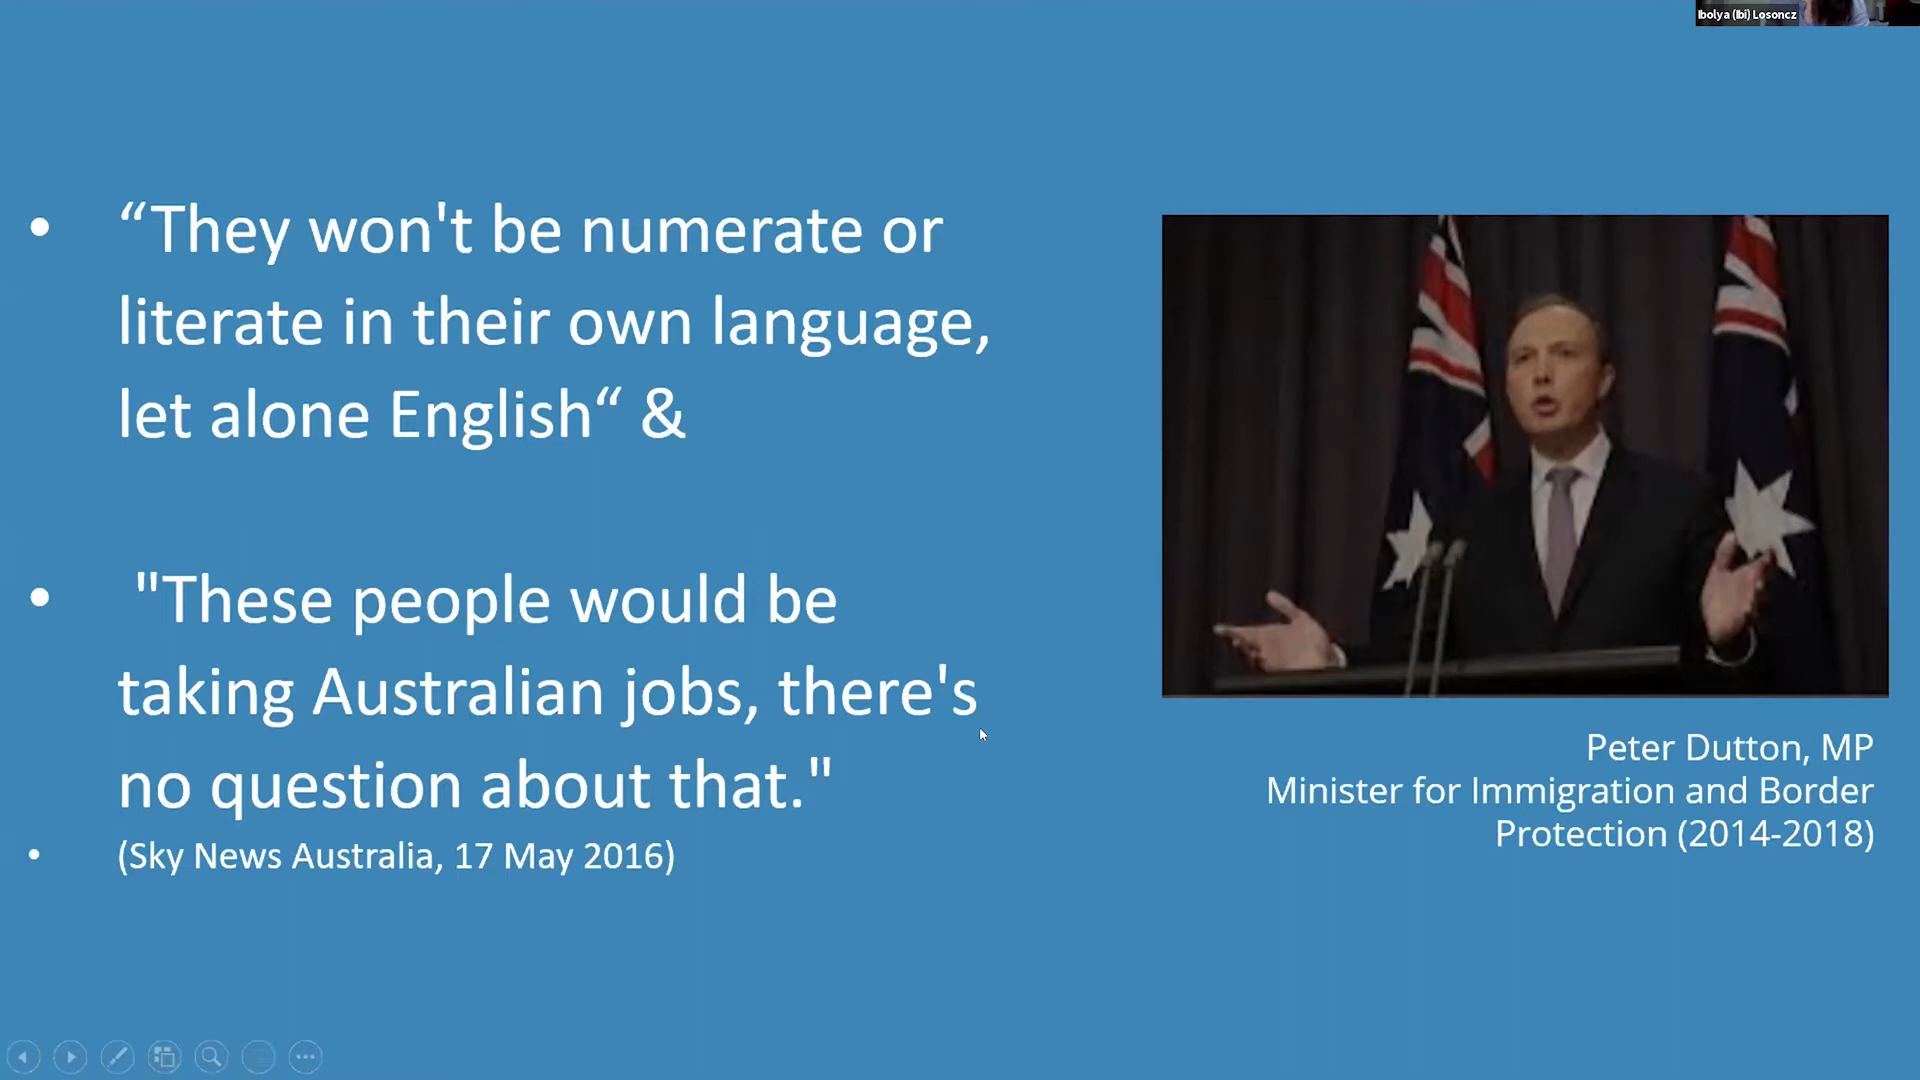 Ibolya (Ibi) Losoncz
• “They won't be numerate or
literate in their own language,
let alone English“ &
• "These people would be
taking Australian jobs, there's
no question about that."
• (Sky News Australia, 17 May 2016)
Peter Dutton, MP
Minister for Immigration and Border
Protection (2014-2018)